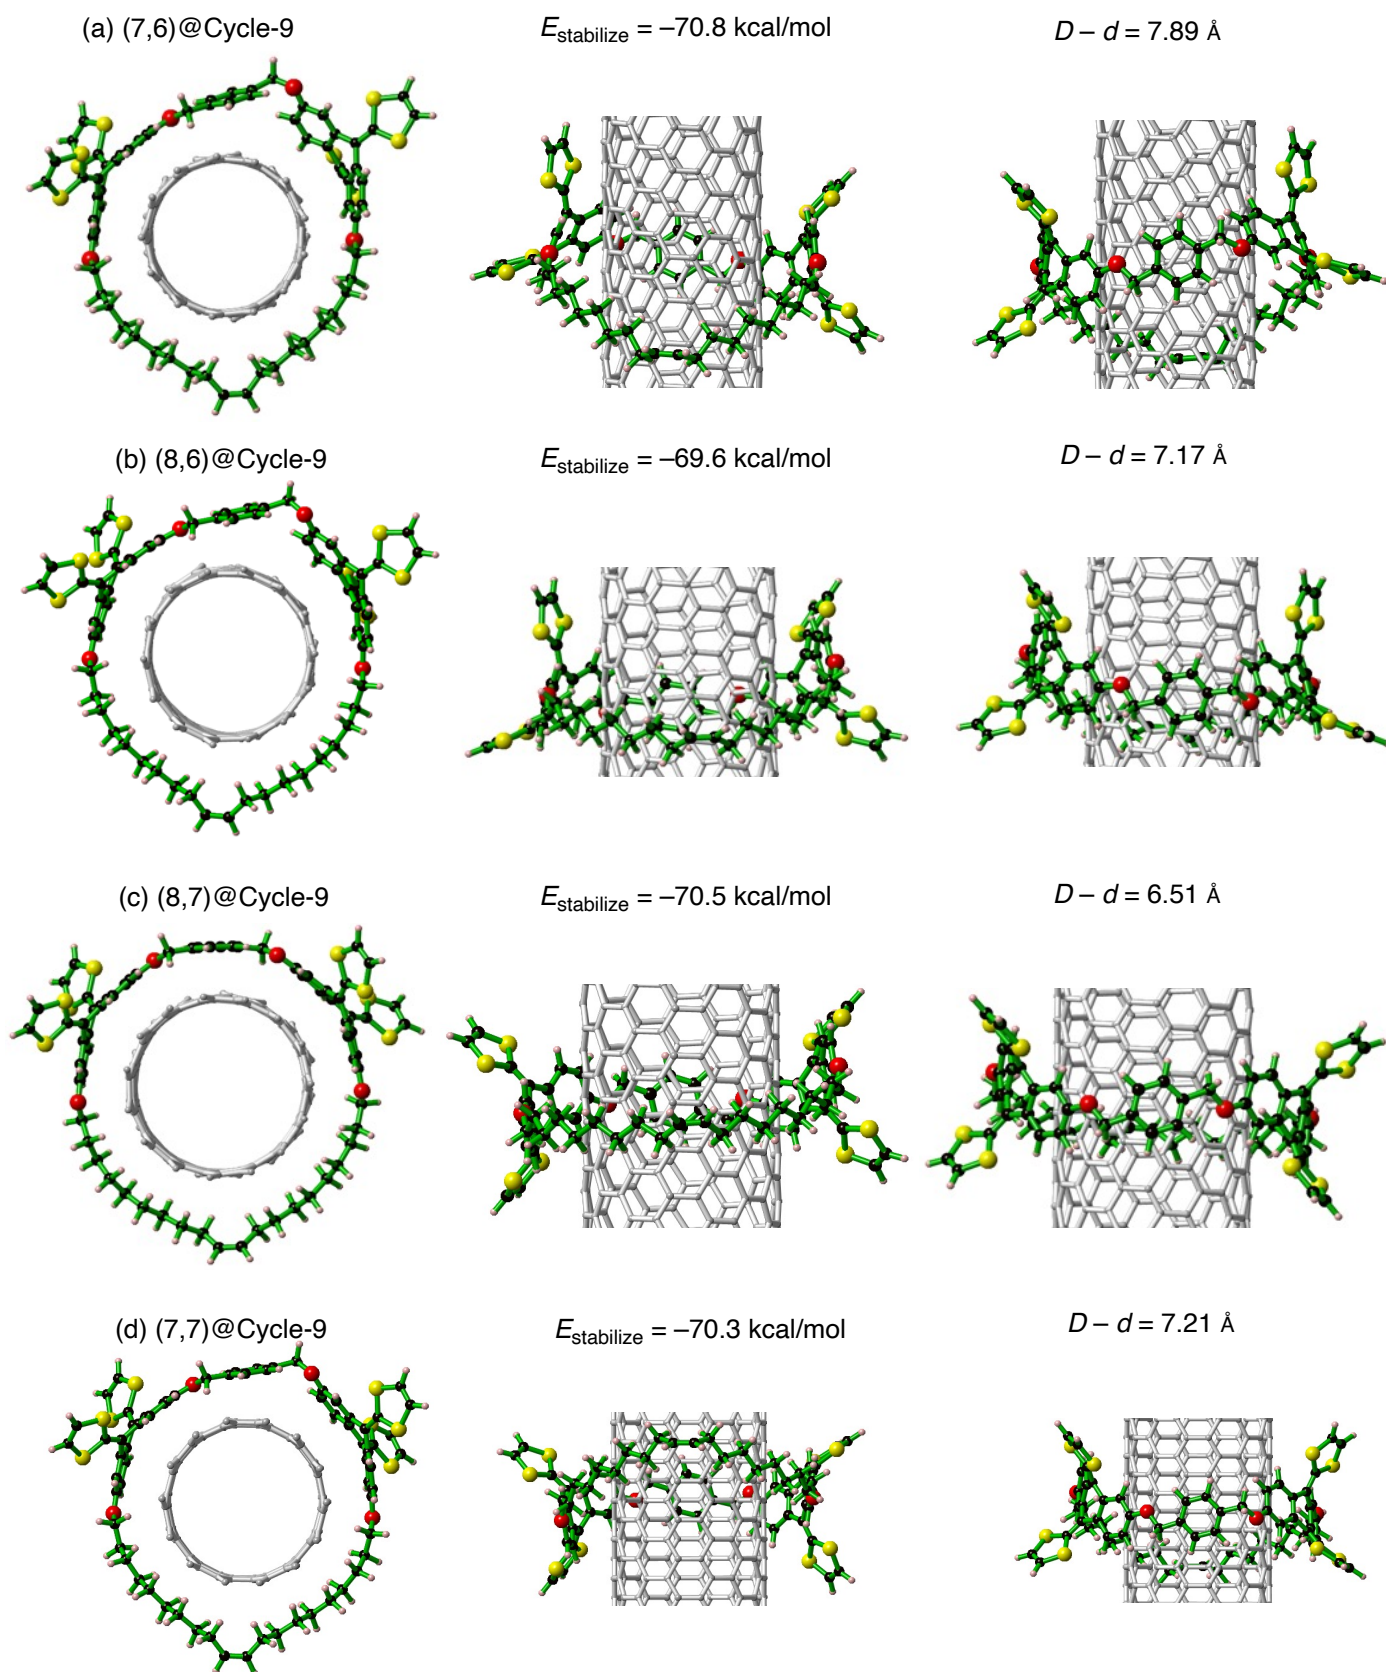 (a) (7,6)@Cycle-9
E_stabilize = –70.8 kcal/mol
D – d = 7.89 Å
(b) (8,6)@Cycle-9
E_stabilize = –69.6 kcal/mol
D – d = 7.17 Å
(c) (8,7)@Cycle-9
E_stabilize = –70.5 kcal/mol
D – d = 6.51 Å
(d) (7,7)@Cycle-9
E_stabilize = –70.3 kcal/mol
D – d = 7.21 Å